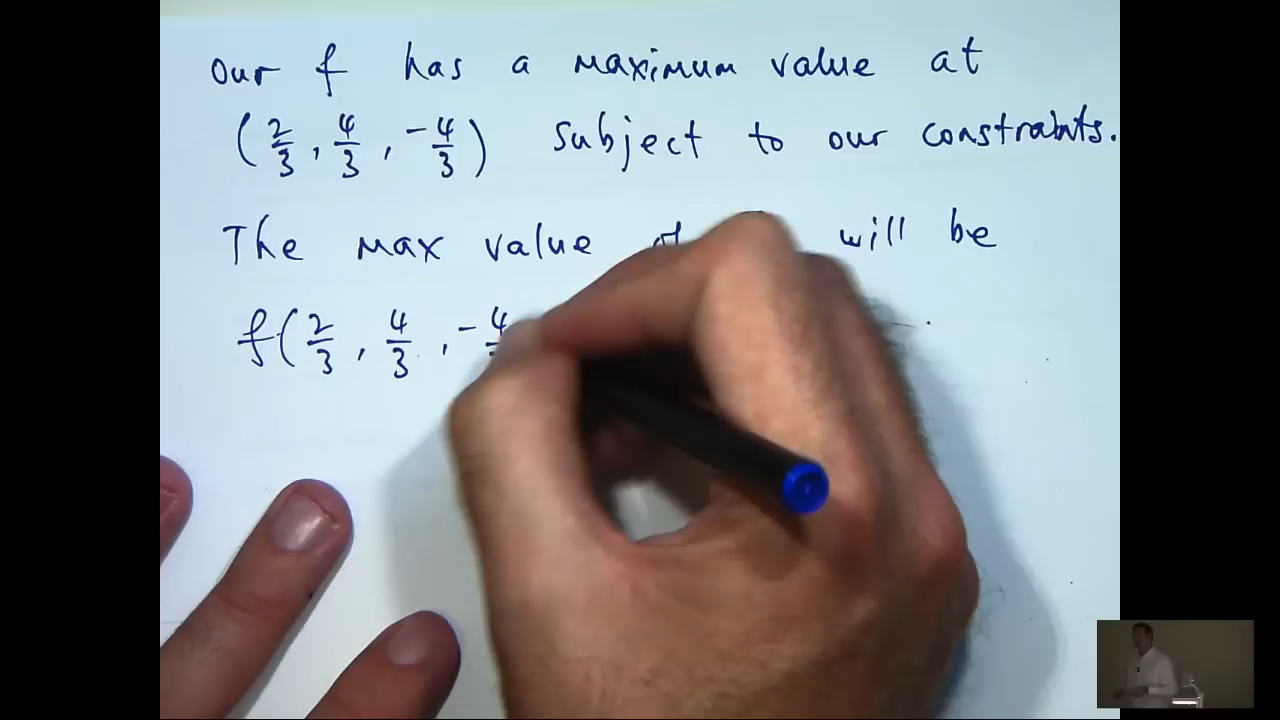 Our f has a maximum value at
(2/3, 4/3, -4/3) subject to our constraints.
The max value will be
f(2/3, 4/3, -4